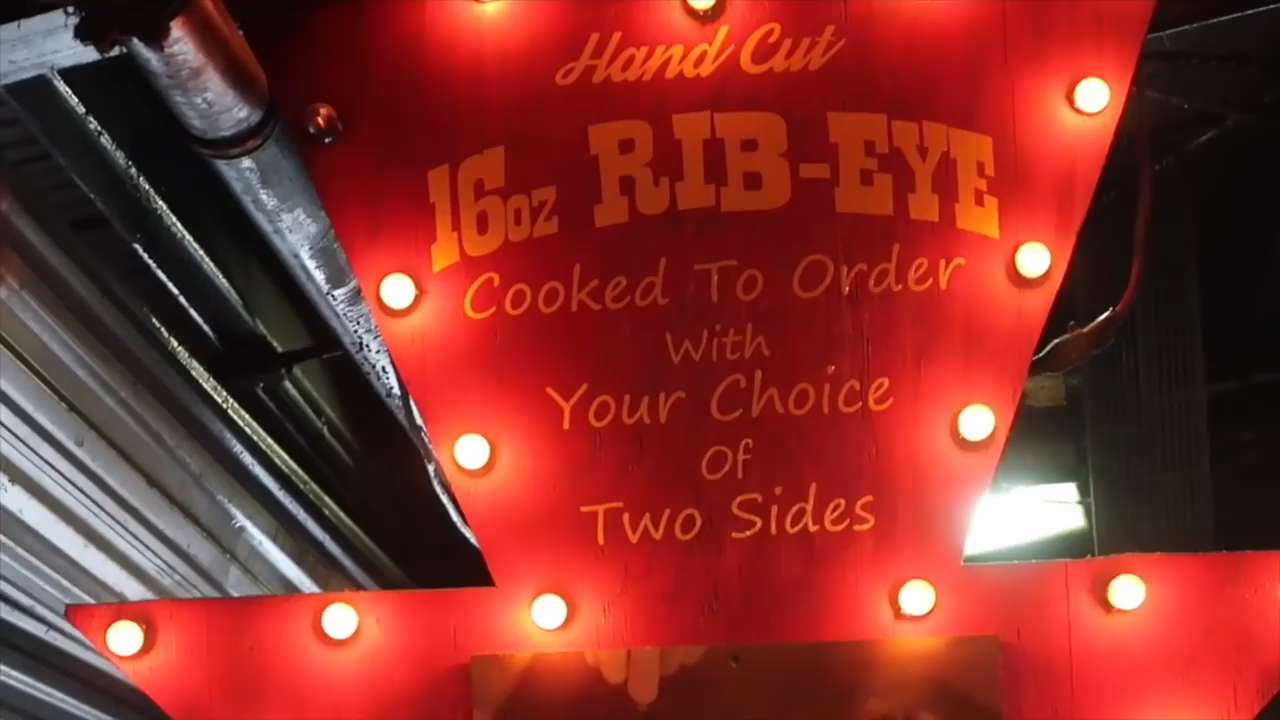 Hand Cut
16oz RIB-EYE
Cooked To Order
With
Your Choice
Of
Two Sides